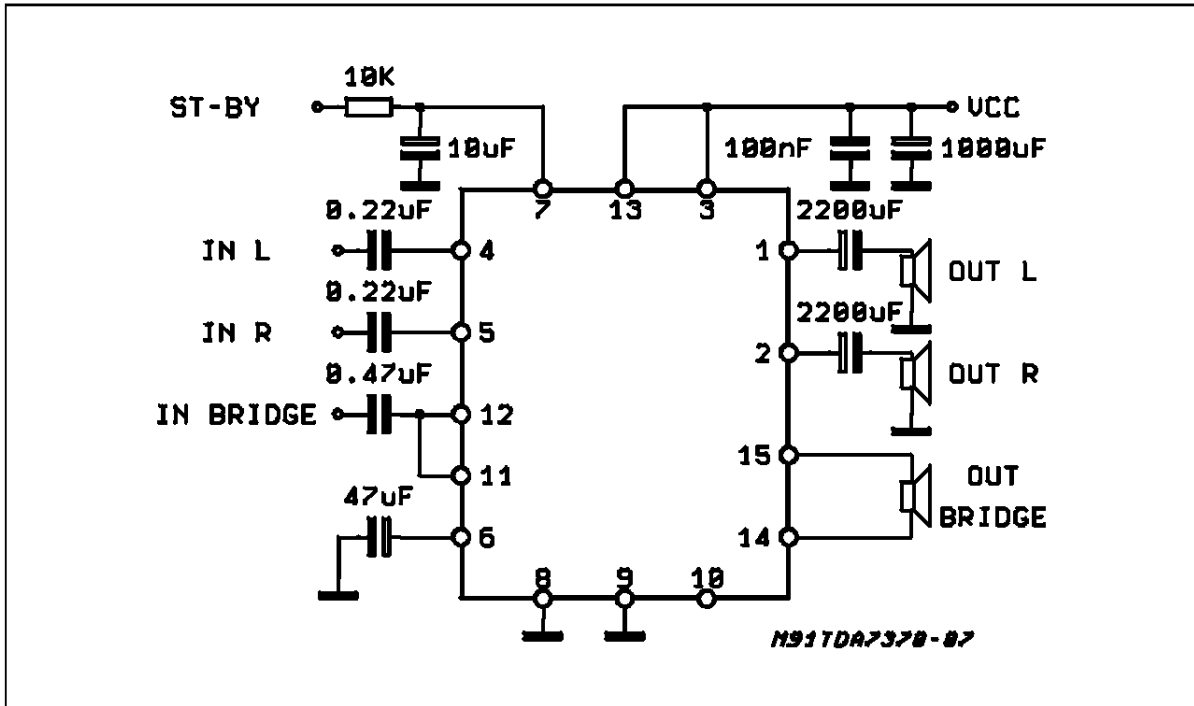 10K
ST-BY
VCC
10uF
100nF
1000uF
7
13
3
0.22uF
2200uF
IN L
4
1
OUT L
0.22uF
2200uF
IN R
5
2
OUT R
0.47uF
IN BRIDGE
12
15
11
OUT
BRIDGE
47uF
6
14
8
9
10
M91TDA7370-07